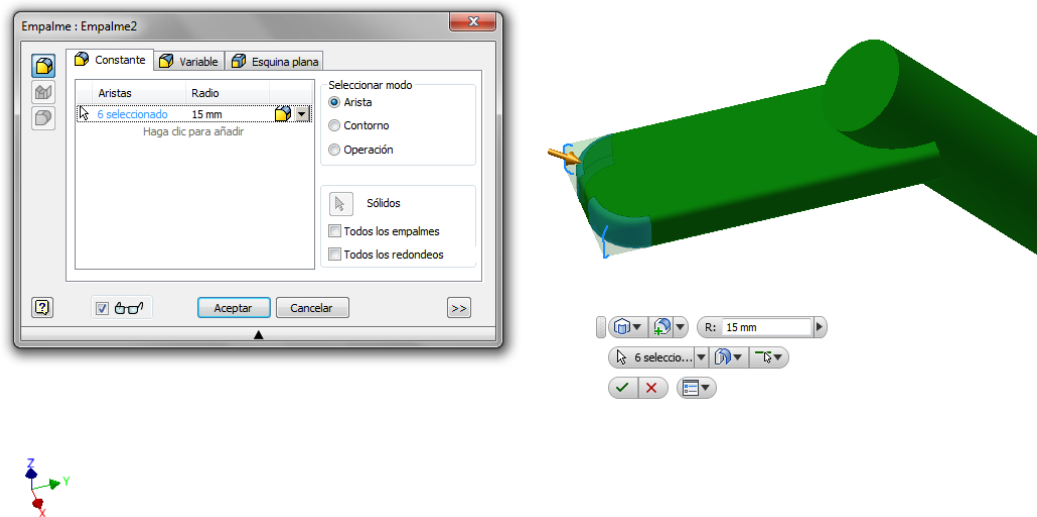 Empalme : Empalme2
Constante Variable Esquina plana
Aristas Radio
6 seleccionado 15 mm
Haga clic para añadir
Seleccionar modo
Arista
Contorno
Operación
Sólidos
Todos los empalmes
Todos los redondeos
Aceptar Cancelar >>
R: 15 mm
6 seleccio...
Z
Y
X